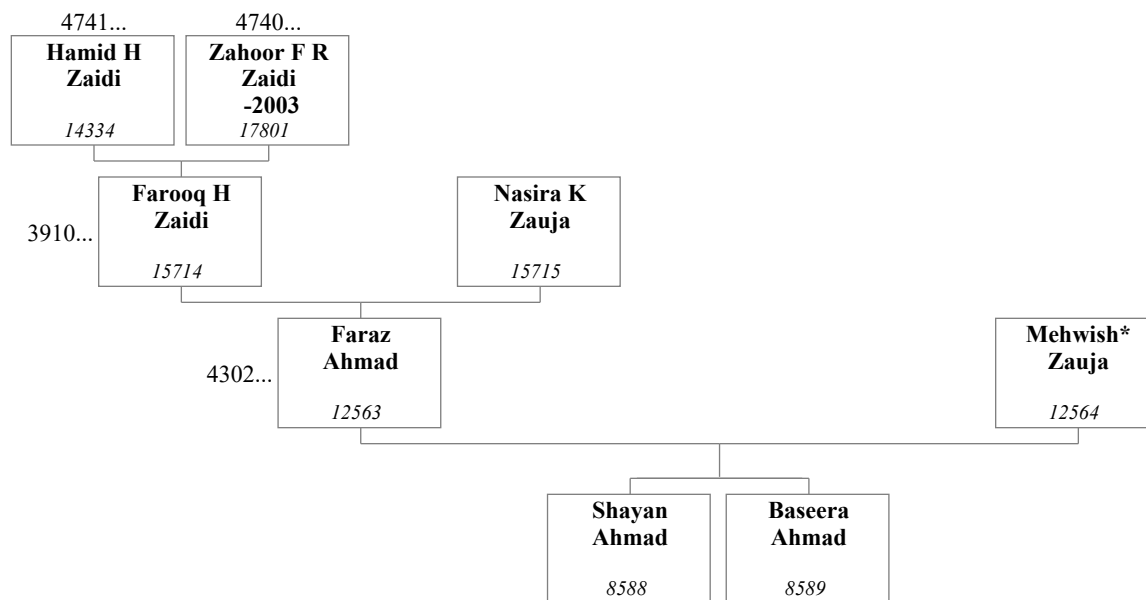 4741...
4740...
Hamid H
Zaidi
14334
Zahoor F R
Zaidi
-2003
17801
3910...
Farooq H
Zaidi
15714
Nasira K
Zauja
15715
4302...
Faraz
Ahmad
12563
Mehwish*
Zauja
12564
Shayan
Ahmad
8588
Baseera
Ahmad
8589